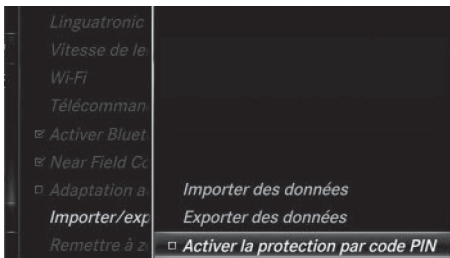 Linguatronic
Vitesse de le
Wi-Fi
Télécomman
Activer Bluet
Near Field Co
Adaptation a
Importer/exp
Remettre à z
Importer des données
Exporter des données
Activer la protection par code PIN